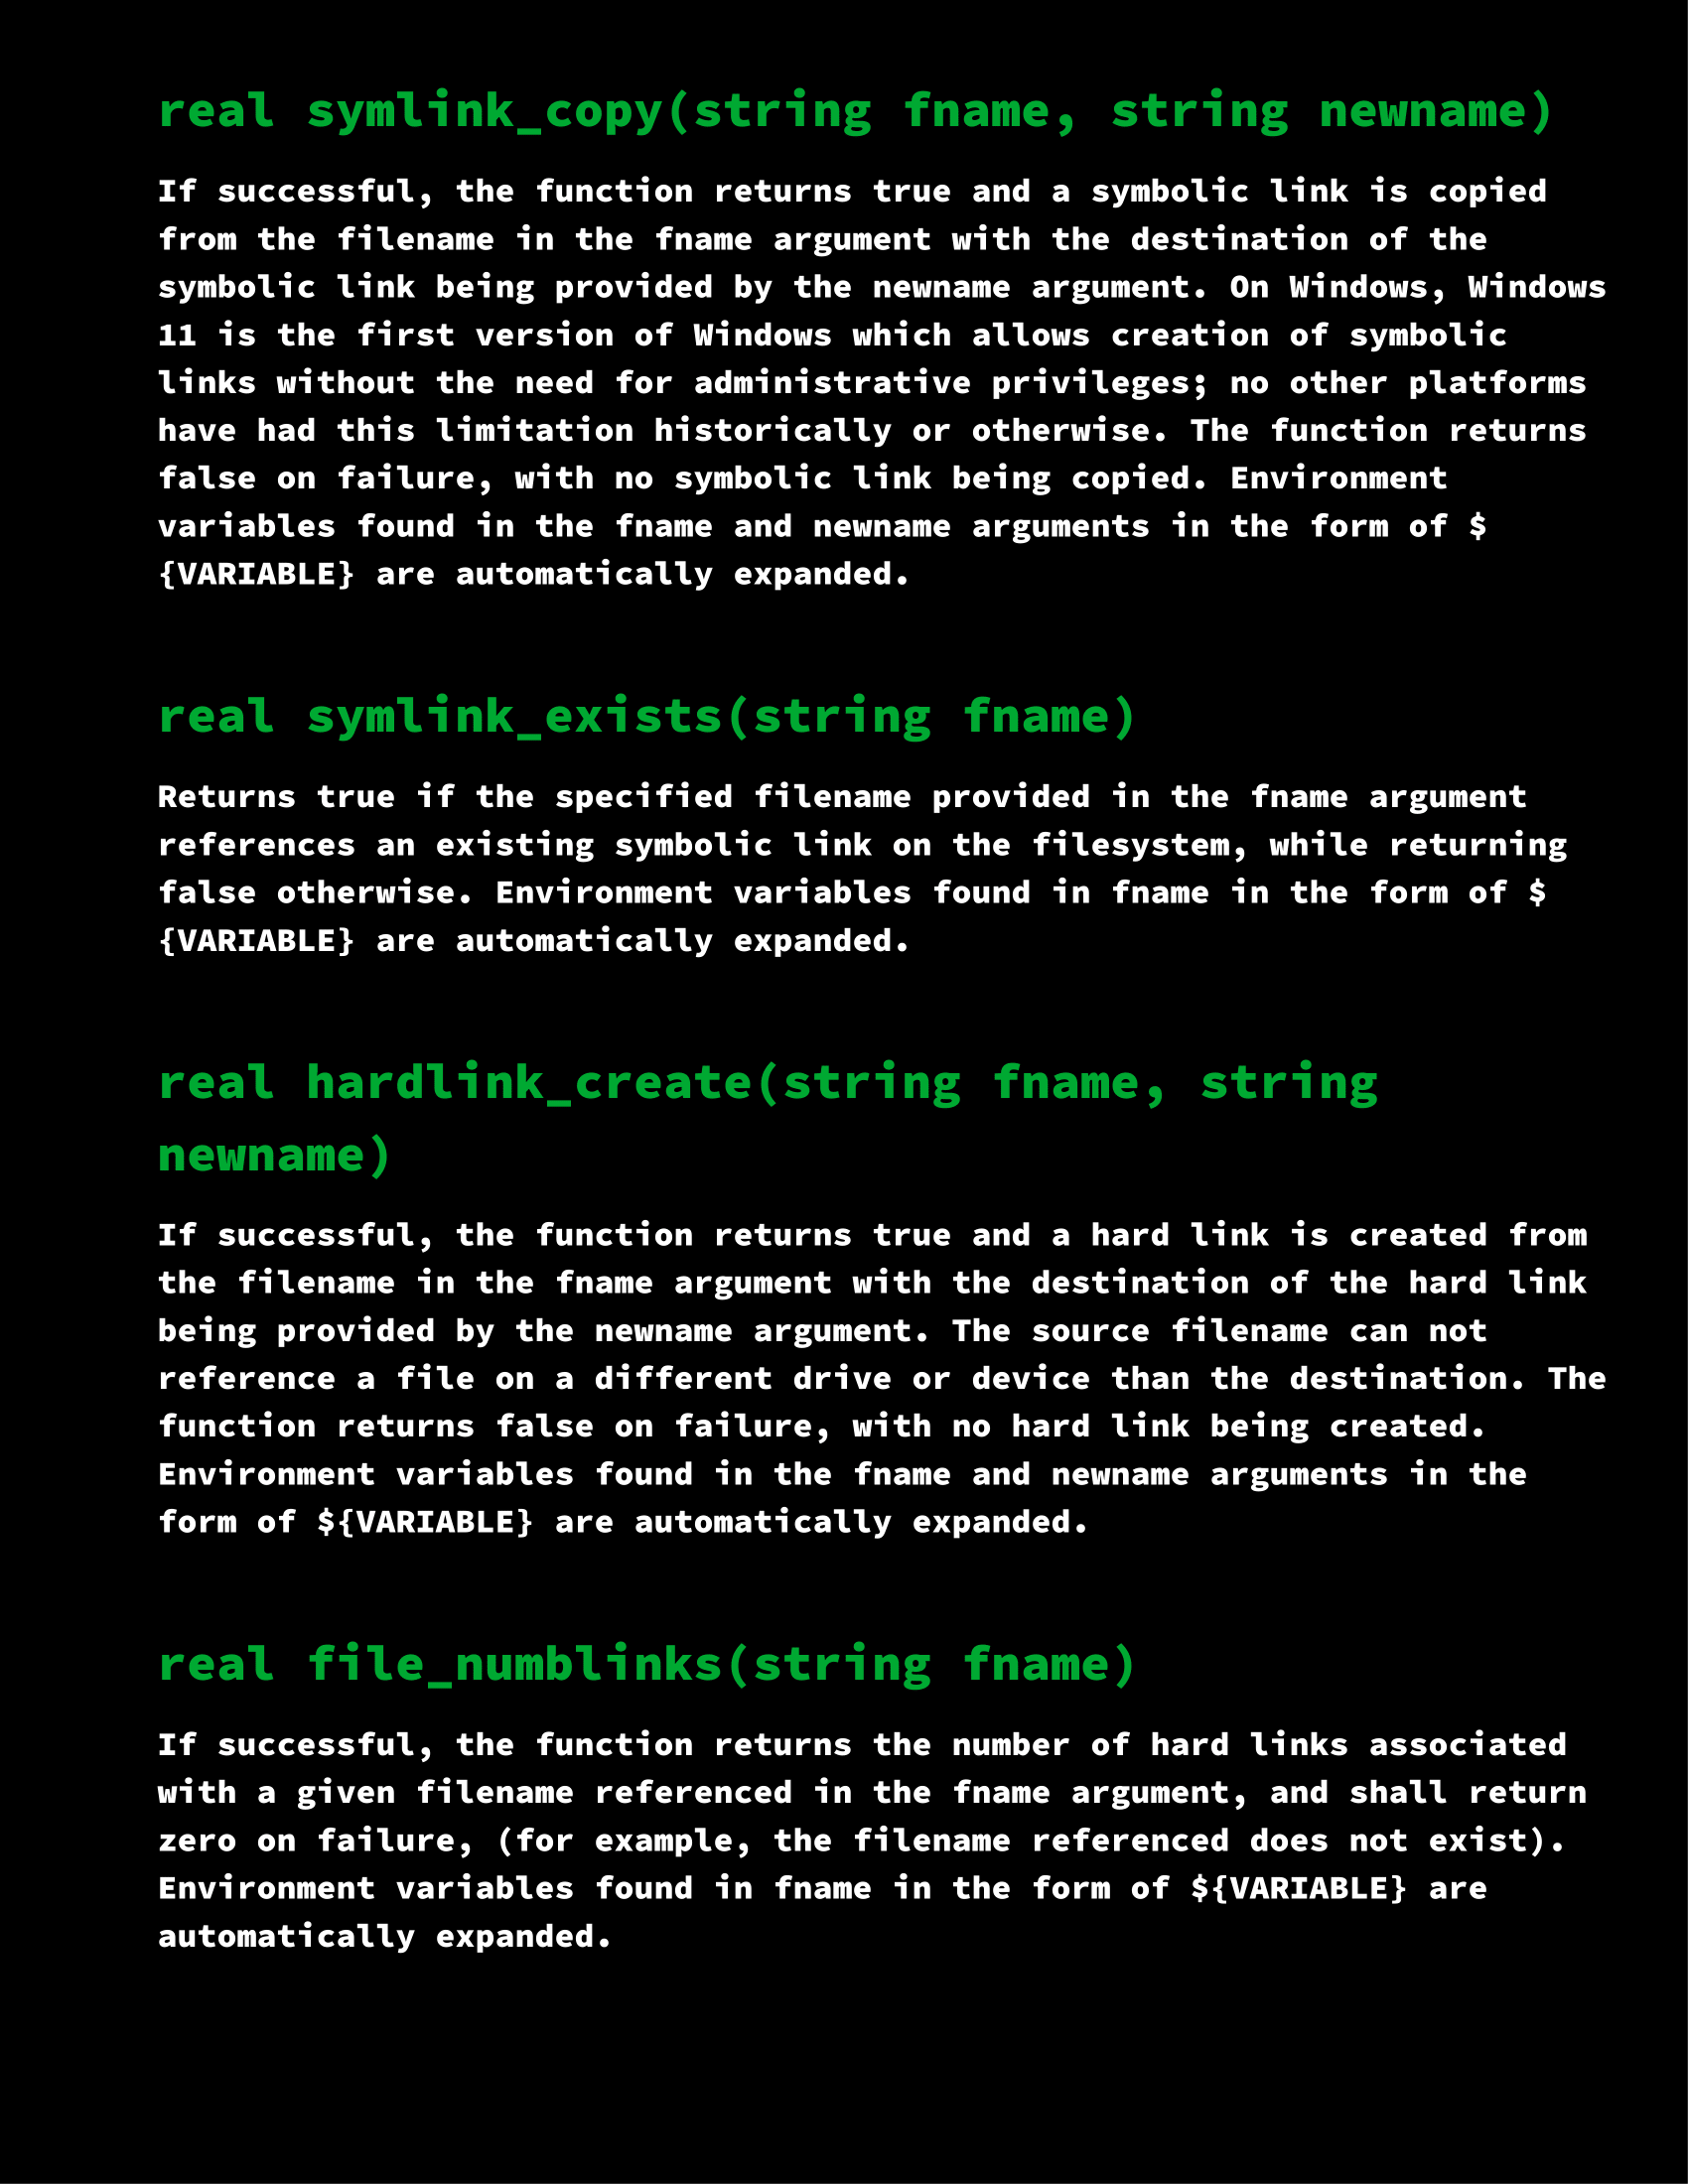 real symlink_copy(string fname, string newname)
If successful, the function returns true and a symbolic link is copied
from the filename in the fname argument with the destination of the
symbolic link being provided by the newname argument. On Windows, Windows
11 is the first version of Windows which allows creation of symbolic
links without the need for administrative privileges; no other platforms
have had this limitation historically or otherwise. The function returns
false on failure, with no symbolic link being copied. Environment
variables found in the fname and newname arguments in the form of $
{VARIABLE} are automatically expanded.
real symlink_exists(string fname)
Returns true if the specified filename provided in the fname argument
references an existing symbolic link on the filesystem, while returning
false otherwise. Environment variables found in fname in the form of $
{VARIABLE} are automatically expanded.
real hardlink_create(string fname, string
newname)
If successful, the function returns true and a hard link is created from
the filename in the fname argument with the destination of the hard link
being provided by the newname argument. The source filename can not
reference a file on a different drive or device than the destination. The
function returns false on failure, with no hard link being created.
Environment variables found in the fname and newname arguments in the
form of ${VARIABLE} are automatically expanded.
real file_numblinks(string fname)
If successful, the function returns the number of hard links associated
with a given filename referenced in the fname argument, and shall return
zero on failure, (for example, the filename referenced does not exist).
Environment variables found in fname in the form of ${VARIABLE} are
automatically expanded.